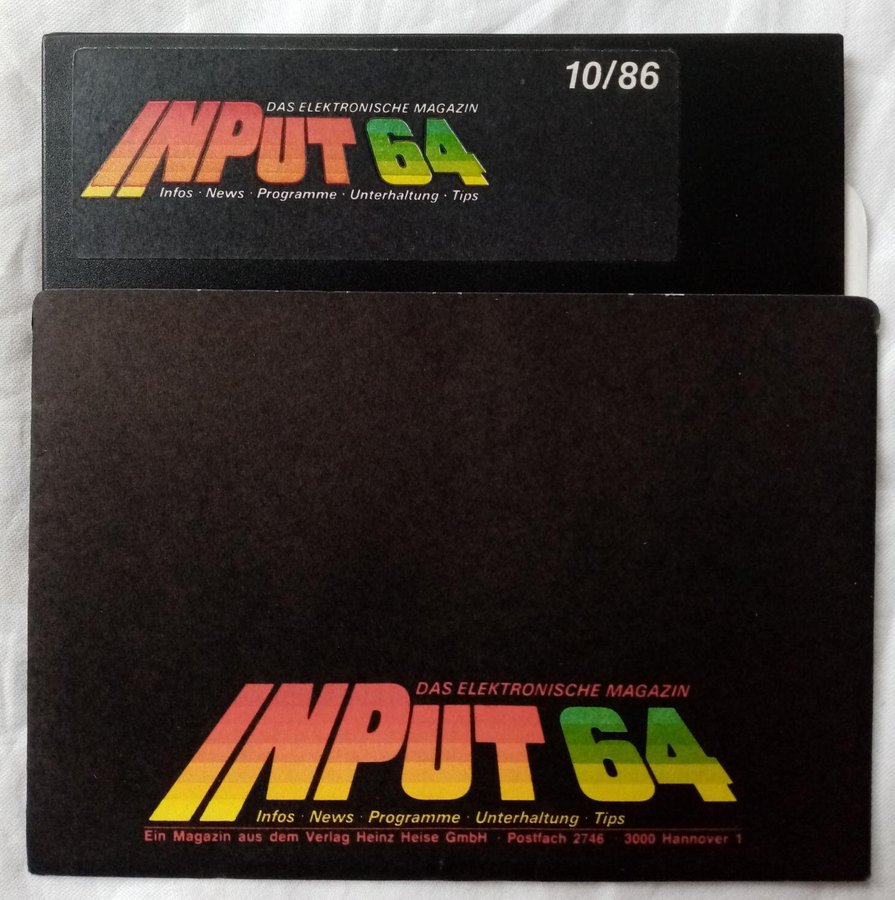 10/86
DAS ELEKTRONISCHE MAGAZIN
INPUT 64
Infos · News · Programme · Unterhaltung · Tips
DAS ELEKTRONISCHE MAGAZIN
INPUT 64
Infos · News · Programme · Unterhaltung · Tips
Ein Magazin aus dem Verlag Heinz Heise GmbH · Postfach 2746 · 3000 Hannover 1